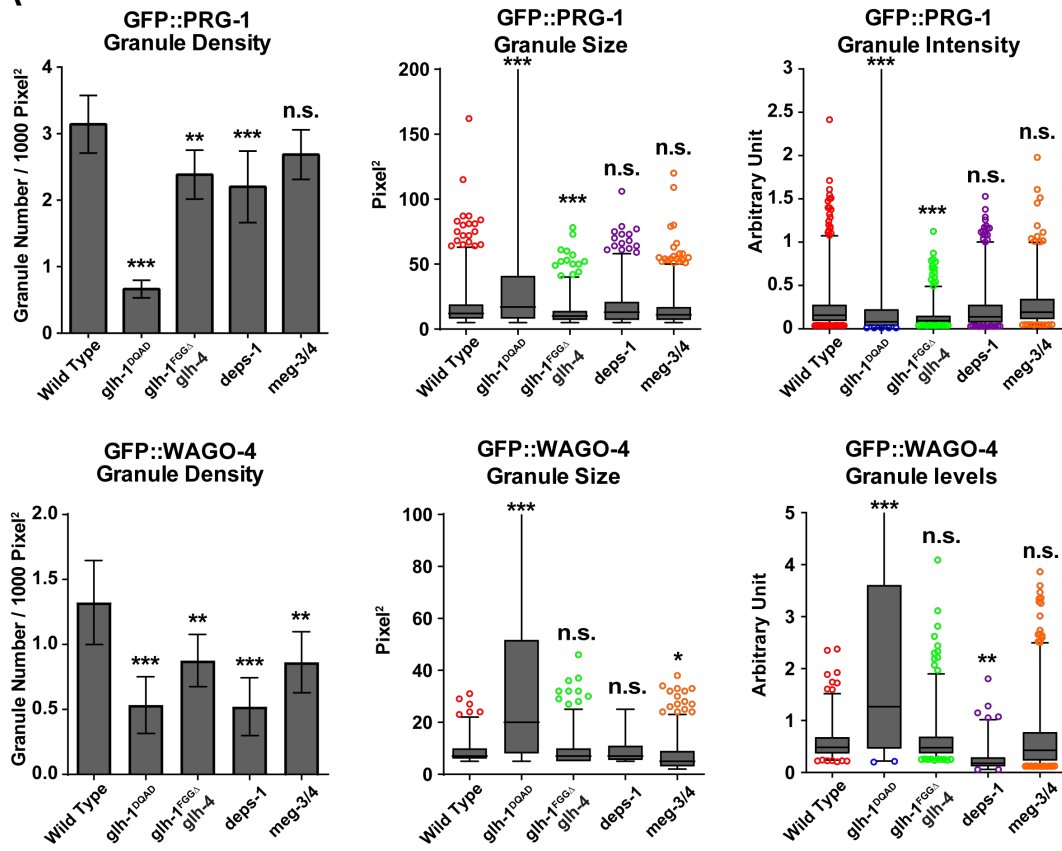 GFP::PRG-1
Granule Density
Granule Number / 1000 Pixel²
4
3
2
1
0
***
**
***
n.s.
Wild Type
glh-1ᴰQᴬᴰ
glh-1ᶠᴳᴳᐞ
glh-4
deps-1
meg-3/4
GFP::PRG-1
Granule Size
Pixel²
200
150
100
50
0
***
***
n.s.
n.s.
Wild Type
glh-1DQAD
glh-1FGGΔ
glh-4
deps-1
meg-3/4
GFP::PRG-1
Granule Intensity
Arbitrary Unit
3
2.5
2
1.5
1
0.5
0
***
***
n.s.
n.s.
Wild Type
glh-1DQAD
glh-1FGGΔ
glh-4
deps-1
meg-3/4
GFP::WAGO-4
Granule Density
Granule Number / 1000 Pixel²
2.0
1.5
1.0
0.5
0.0
***
**
***
**
Wild Type
glh-1DQAD
glh-1FGGΔ
glh-4
deps-1
meg-3/4
GFP::WAGO-4
Granule Size
Pixel²
100
80
60
40
20
0
***
n.s.
n.s.
*
Wild Type
glh-1DQAD
glh-1FGGΔ
glh-4
deps-1
meg-3/4
GFP::WAGO-4
Granule levels
Arbitrary Unit
5
4
3
2
1
0
***
n.s.
**
n.s.
Wild Type
glh-1DQAD
glh-1FGGΔ
glh-4
deps-1
meg-3/4